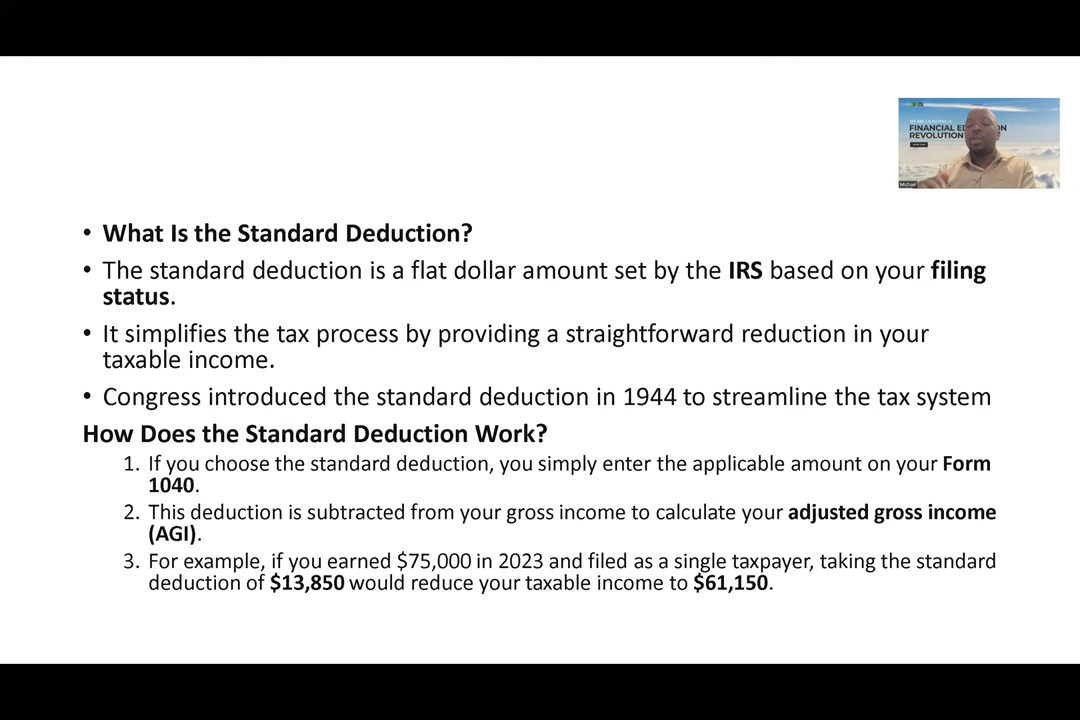 FINANCIAL ED
ON
REVOLUTION
Michael
• What Is the Standard Deduction?
• The standard deduction is a flat dollar amount set by the IRS based on your filing
status.
• It simplifies the tax process by providing a straightforward reduction in your
taxable income.
• Congress introduced the standard deduction in 1944 to streamline the tax system
How Does the Standard Deduction Work?
1. If you choose the standard deduction, you simply enter the applicable amount on your Form
1040.
2. This deduction is subtracted from your gross income to calculate your adjusted gross income
(AGI).
3. For example, if you earned $75,000 in 2023 and filed as a single taxpayer, taking the standard
deduction of $13,850 would reduce your taxable income to $61,150.